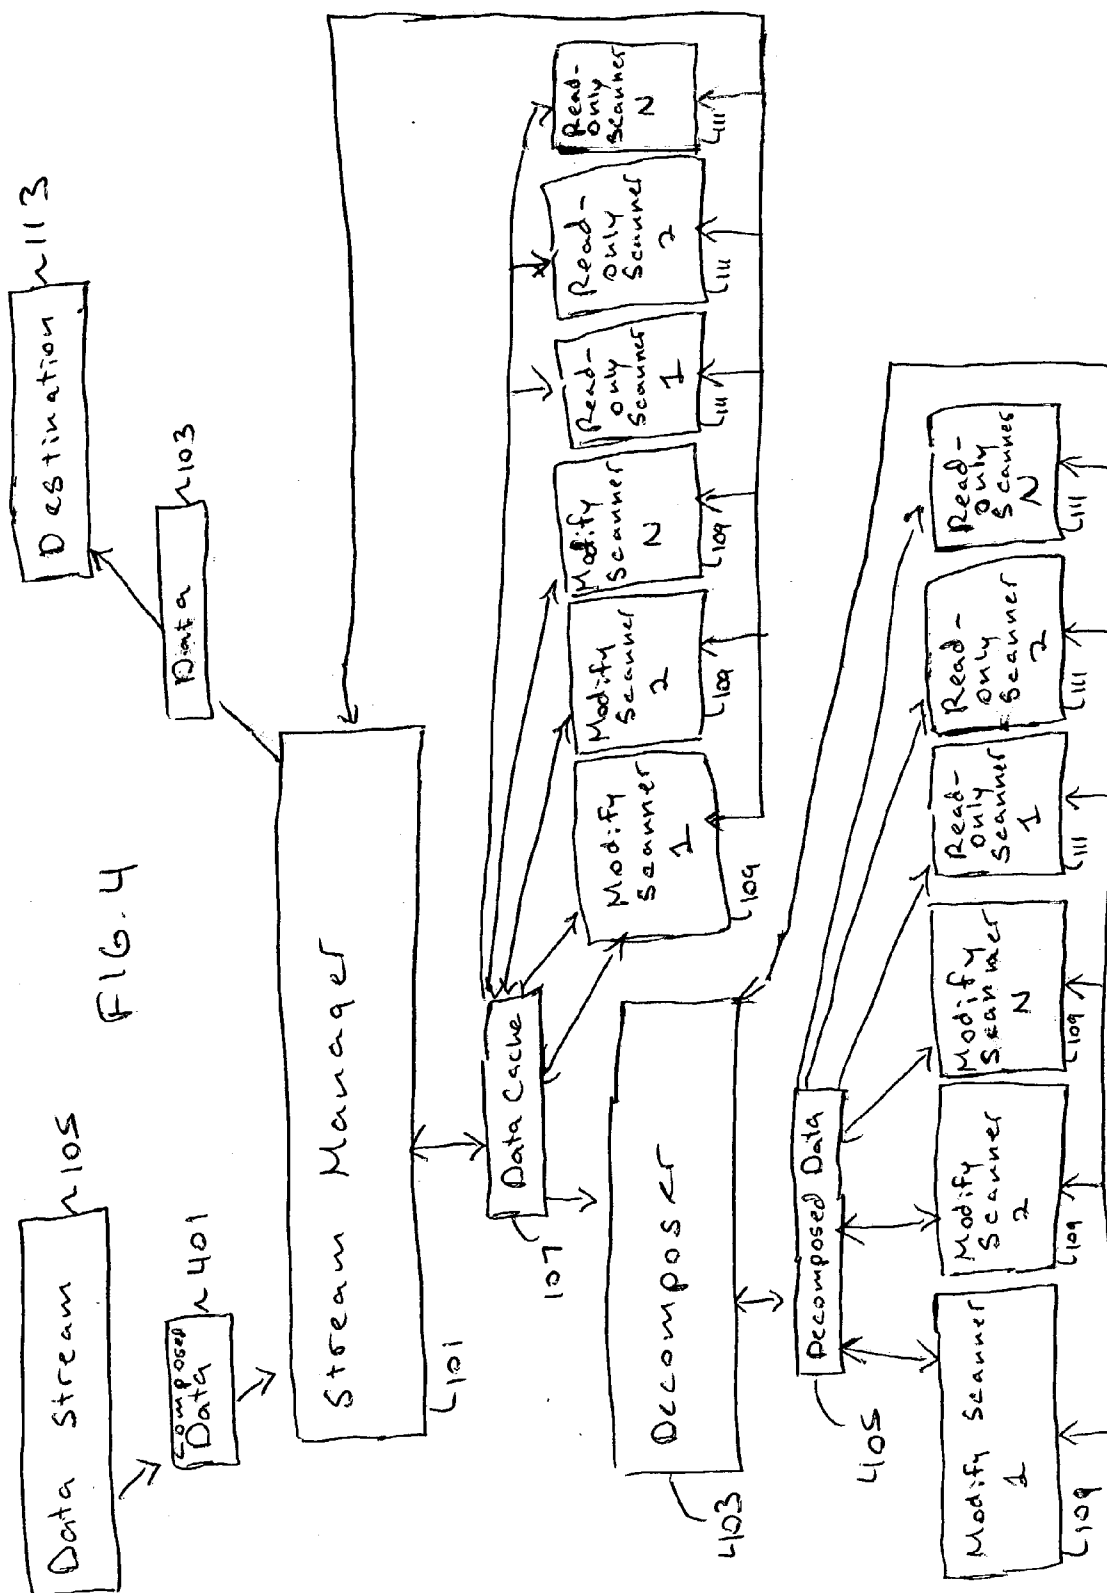 FIG. 4
Data Stream
105
Composed
Data
401
Stream Manager
101
Data
103
Destination
113
Data Cache
107
Modify
Scanner
1
109
Modify
Scanner
2
109
Modify
Scanner
N
109
Read-
only
Scanner
1
111
Read-
only
Scanner
2
111
Read-
only
Scanner
N
111
Decomposer
403
Decomposed Data
405
Modify Scanner
1
109
Modify
Scanner
2
109
Modify
Scanner
N
109
Read-
only
Scanner
1
111
Read-
only
Scanner
2
111
Read-
only
Scanner
N
111